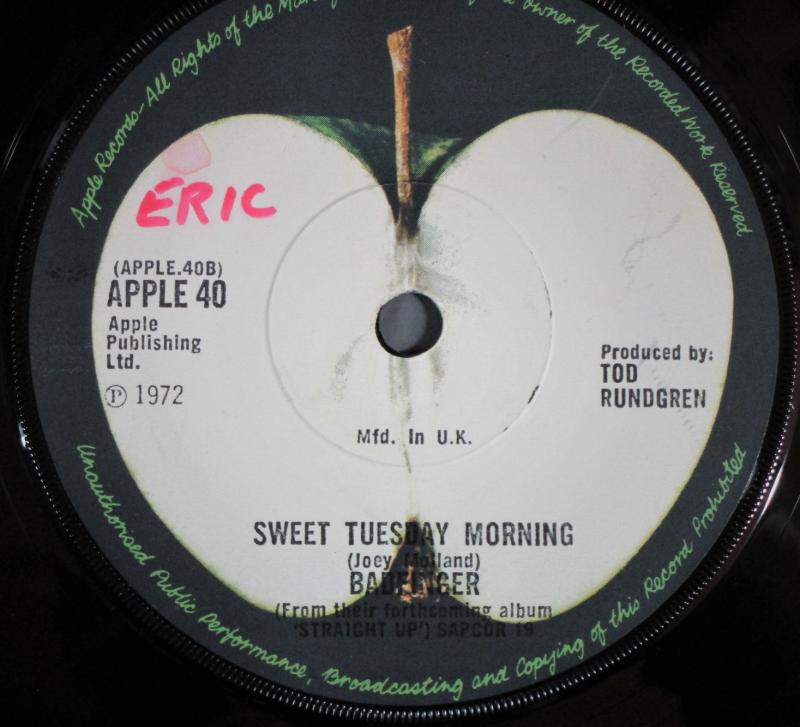 Apple Records-All Rights of the
owner of the Recorded Work Reserved
ERIC
(APPLE.40B)
APPLE 40
Apple
Publishing
Ltd.
Ⓟ 1972
Produced by:
TOD
RUNDGREN
Mfd. In U.K.
SWEET TUESDAY MORNING
(Joey Molland)
BADFINGER
(From their forthcoming album
'STRAIGHT UP') SAPCOR 19
Unauthorised Public Performance, Broadcasting and Copying of this Record Prohibited